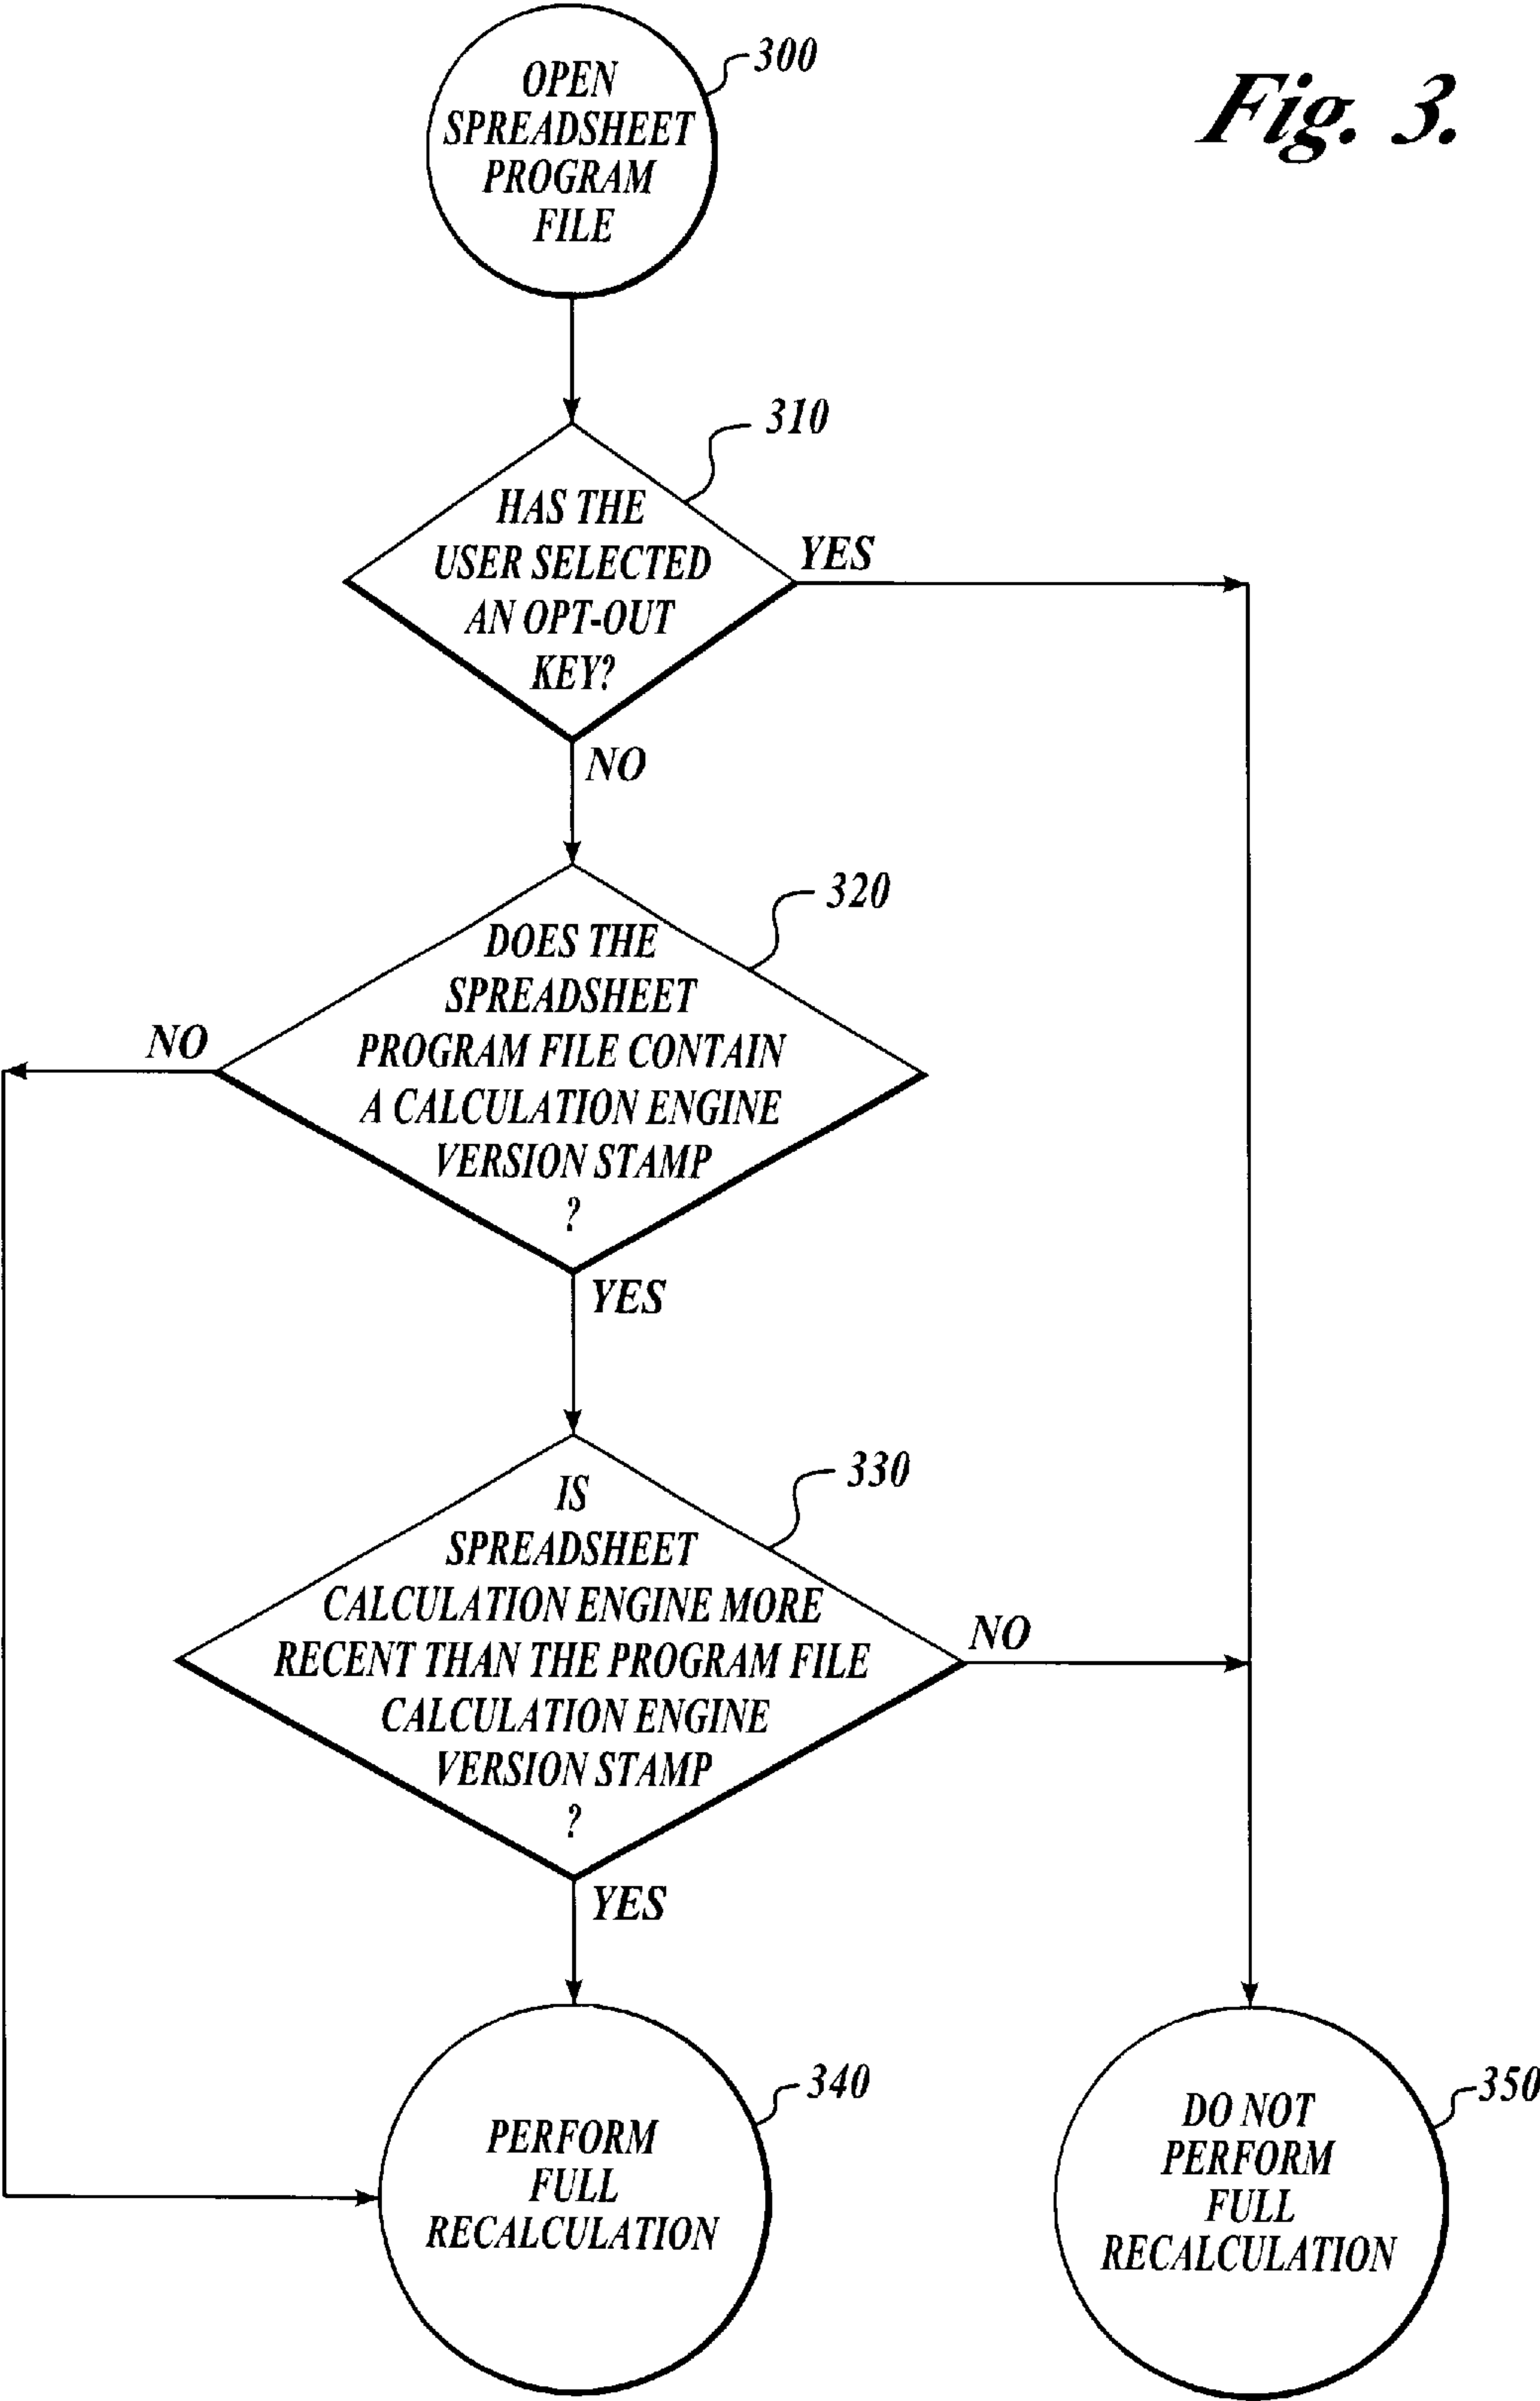 Fig. 3.
300
OPEN
SPREADSHEET
PROGRAM
FILE
310
HAS THE
USER SELECTED
AN OPT-OUT
KEY?
YES
NO
320
DOES THE
SPREADSHEET
PROGRAM FILE CONTAIN
A CALCULATION ENGINE
VERSION STAMP
?
NO
YES
330
IS
SPREADSHEET
CALCULATION ENGINE MORE
RECENT THAN THE PROGRAM FILE
CALCULATION ENGINE
VERSION STAMP
?
NO
YES
340
PERFORM
FULL
RECALCULATION
350
DO NOT
PERFORM
FULL
RECALCULATION